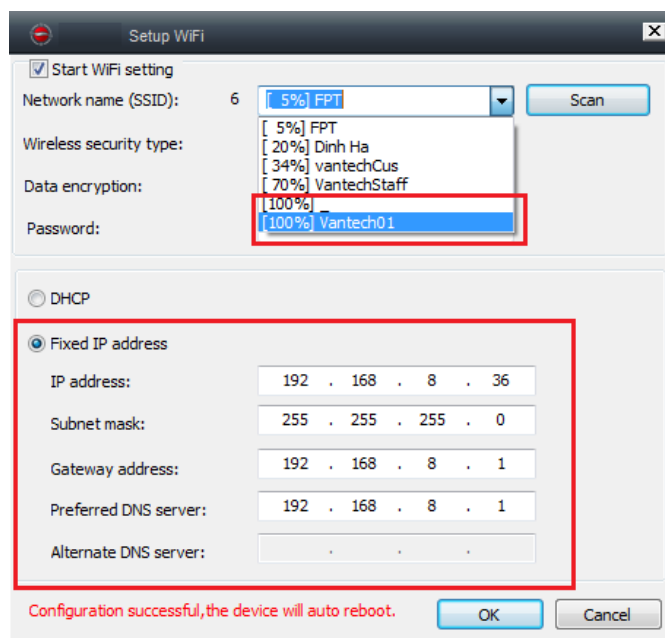 Setup WiFi
Start WiFi setting
Network name (SSID): 6 [ 5%] FPT Scan
[ 5%] FPT
[ 20%] Dinh Ha
Wireless security type:
[ 34%] vantechCus
[ 70%] VantechStaff
Data encryption:
[100%] _
[100%] Vantech01
Password:
DHCP
Fixed IP address
IP address: 192 . 168 . 8 . 36
Subnet mask: 255 . 255 . 255 . 0
Gateway address: 192 . 168 . 8 . 1
Preferred DNS server: 192 . 168 . 8 . 1
Alternate DNS server: . . .
Configuration successful,the device will auto reboot. OK Cancel